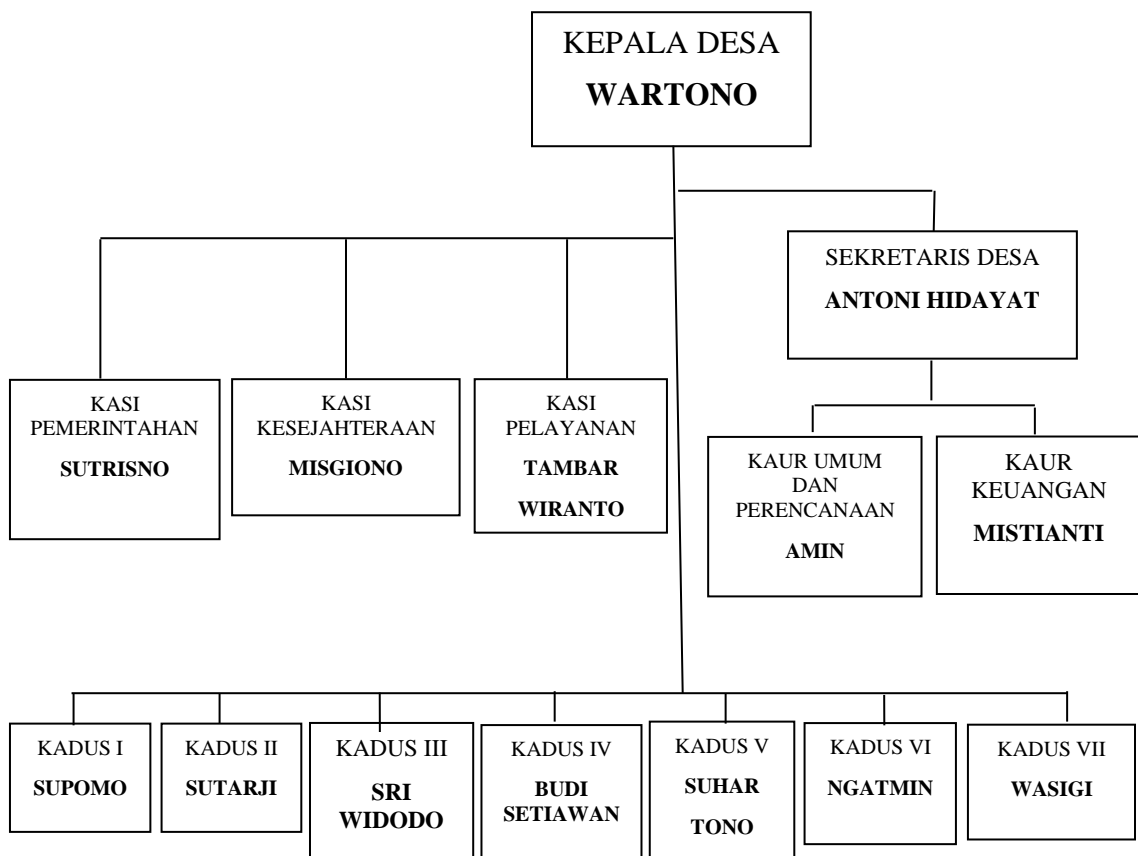 KEPALA DESA
WARTONO
SEKRETARIS DESA
ANTONI HIDAYAT
KASI
PEMERINTAHAN
SUTRISNO
KASI
KESEJAHTERAAN
MISGIONO
KASI
PELAYANAN
TAMBAR
WIRANTO
KAUR UMUM
DAN
PERENCANAAN
AMIN
KAUR
KEUANGAN
MISTIANTI
KADUS I
SUPOMO
KADUS II
SUTARJI
KADUS III
SRI
WIDODO
KADUS IV
BUDI
SETIAWAN
KADUS V
SUHAR
TONO
KADUS VI
NGATMIN
KADUS VII
WASIGI